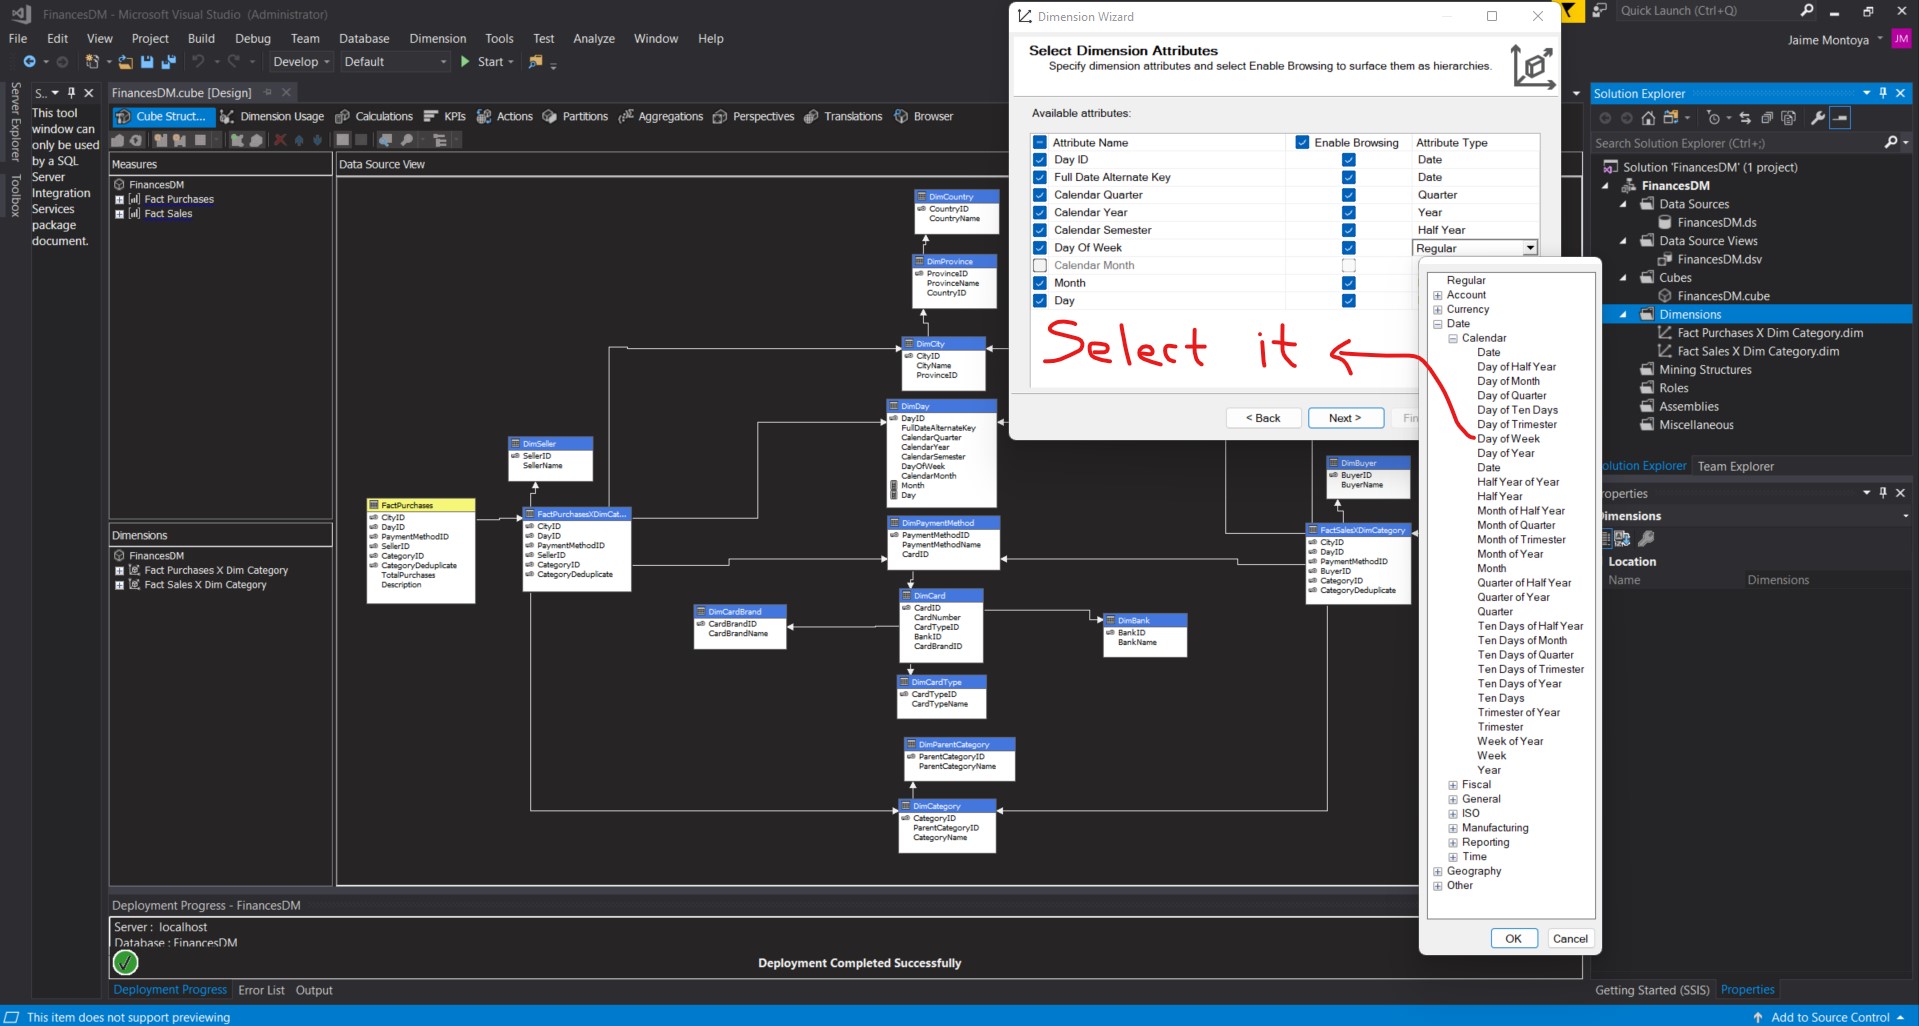 FinancesDM - Microsoft Visual Studio (Administrator)
Quick Launch (Ctrl+Q)
File Edit View Project Build Debug Team Database Dimension Tools Test Analyze Window Help
Jaime Montoya JM
Develop Default Start
Server Explorer
Toolbox
S..
This tool
window can
only be used
by a SQL
Server
Integration
Services
package
document.
FinancesDM.cube [Design]
Cube Struct... Dimension Usage Calculations KPIs Actions Partitions Aggregations Perspectives Translations Browser
Measures
FinancesDM
Fact Purchases
Fact Sales
Dimensions
FinancesDM
Fact Purchases X Dim Category
Fact Sales X Dim Category
Data Source View
DimCountry
CountryID
CountryName
DimProvince
ProvinceID
ProvinceName
CountryID
DimCity
CityID
CityName
ProvinceID
DimDay
DayID
FullDateAlternateKey
CalendarQuarter
CalendarYear
CalendarSemester
DayOfWeek
CalendarMonth
Month
Day
DimSeller
SellerID
SellerName
FactPurchases
CityID
DayID
PaymentMethodID
SellerID
CategoryID
CategoryDeduplicate
TotalPurchases
Description
FactPurchasesXDimCat...
CityID
DayID
PaymentMethodID
SellerID
CategoryID
CategoryDeduplicate
DimPaymentMethod
PaymentMethodID
PaymentMethodName
CardID
DimCard
CardID
CardNumber
CardTypeID
BankID
CardBrandID
DimCardBrand
CardBrandID
CardBrandName
DimBank
BankID
BankName
DimCardType
CardTypeID
CardTypeName
DimParentCategory
ParentCategoryID
ParentCategoryName
DimCategory
CategoryID
ParentCategoryID
CategoryName
DimBuyer
BuyerID
BuyerName
FactSalesXDimCategory
CityID
DayID
PaymentMethodID
BuyerID
CategoryID
CategoryDeduplicate
Dimension Wizard
Select Dimension Attributes
Specify dimension attributes and select Enable Browsing to surface them as hierarchies.
Available attributes:
Attribute Name Enable Browsing Attribute Type
Day ID Date
Full Date Alternate Key Date
Calendar Quarter Quarter
Calendar Year Year
Calendar Semester Half Year
Day Of Week Regular
Calendar Month
Month
Day
Select it
< Back Next > Fin
Regular
Account
Currency
Date
Calendar
Date
Day of Half Year
Day of Month
Day of Quarter
Day of Ten Days
Day of Trimester
Day of Week
Day of Year
Date
Half Year of Year
Half Year
Month of Half Year
Month of Quarter
Month of Trimester
Month of Year
Month
Quarter of Half Year
Quarter of Year
Quarter
Ten Days of Half Year
Ten Days of Month
Ten Days of Quarter
Ten Days of Trimester
Ten Days of Year
Ten Days
Trimester of Year
Trimester
Week of Year
Week
Year
Fiscal
General
ISO
Manufacturing
Reporting
Time
Geography
Other
OK Cancel
Solution Explorer
Search Solution Explorer (Ctrl+;)
Solution 'FinancesDM' (1 project)
FinancesDM
Data Sources
FinancesDM.ds
Data Source Views
FinancesDM.dsv
Cubes
FinancesDM.cube
Dimensions
Fact Purchases X Dim Category.dim
Fact Sales X Dim Category.dim
Mining Structures
Roles
Assemblies
Miscellaneous
olution Explorer Team Explorer
roperties
Dimensions
Location
Name Dimensions
Getting Started (SSIS) Properties
Deployment Progress - FinancesDM
Server : localhost
Database : FinancesDM
Deployment Completed Successfully
Deployment Progress Error List Output
This item does not support previewing
Add to Source Control